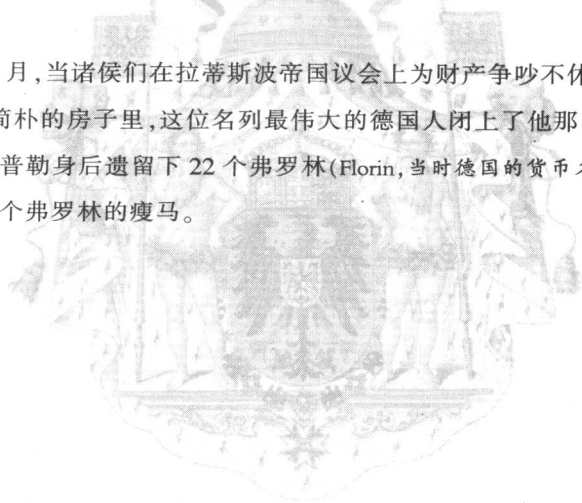 月,当诸侯们在拉蒂斯波帝国议会上为财产争吵不休
简朴的房子里,这位名列最伟大的德国人闭上了他那
普勒身后遗留下 22 个弗罗林(Florin,当时德国的货币名
个弗罗林的瘦马。